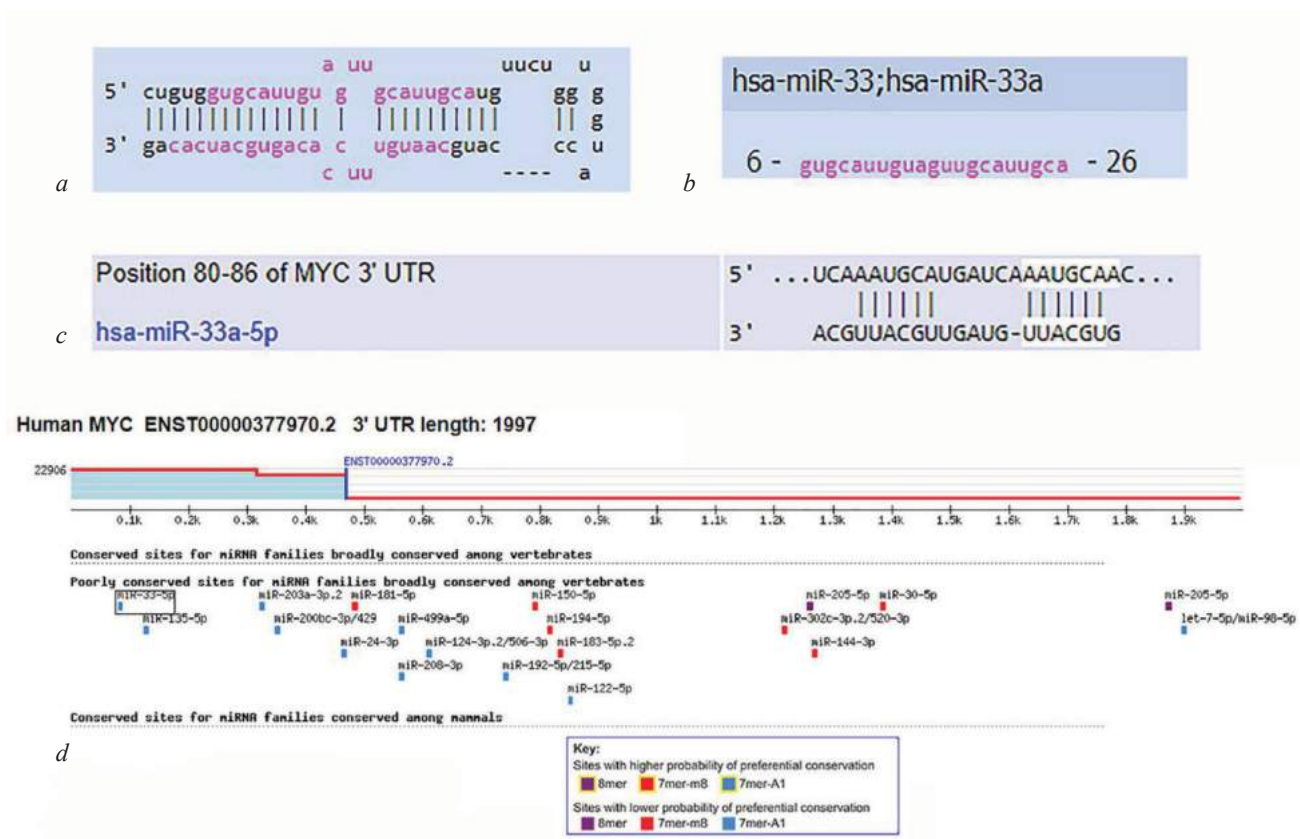 a uu uucu u
5' cuguggugcauugu g gcauugcaug gg g
g
3' gacacuacgugaca c uguaacguac cc u
c uu ---- a
a
hsa-miR-33;hsa-miR-33a
6 - gugcauuguaguugcauugca - 26
b
Position 80-86 of MYC 3' UTR
5' ...UCAAAUGCAUGAUCAAAUGCAAC...
hsa-miR-33a-5p
3' ACGUUACGUUGAUG-UUACGUG
c
Human MYC ENST00000377970.2 3' UTR length: 1997
ENST00000377970.2
22906
0.1k 0.2k 0.3k 0.4k 0.5k 0.6k 0.7k 0.8k 0.9k 1k 1.1k 1.2k 1.3k 1.4k 1.5k 1.6k 1.7k 1.8k 1.9k
Conserved sites for miRNA families broadly conserved among vertebrates
Poorly conserved sites for miRNA families broadly conserved among vertebrates
miR-33-5p miR-203a-3p.2 miR-181-5p miR-150-5p miR-205-5p miR-30-5p miR-205-5p
miR-135-5p miR-200bc-3p/429 miR-499a-5p miR-194-5p miR-302c-3p.2/520-3p let-7-5p/miR-98-5p
miR-24-3p miR-124-3p.2/506-3p miR-183-5p.2 miR-144-3p
miR-208-3p miR-192-5p/215-5p
miR-122-5p
Conserved sites for miRNA families conserved among mammals
d
Key:
Sites with higher probability of preferential conservation
8mer 7mer-m8 7mer-A1
Sites with lower probability of preferential conservation
8mer 7mer-m8 7mer-A1